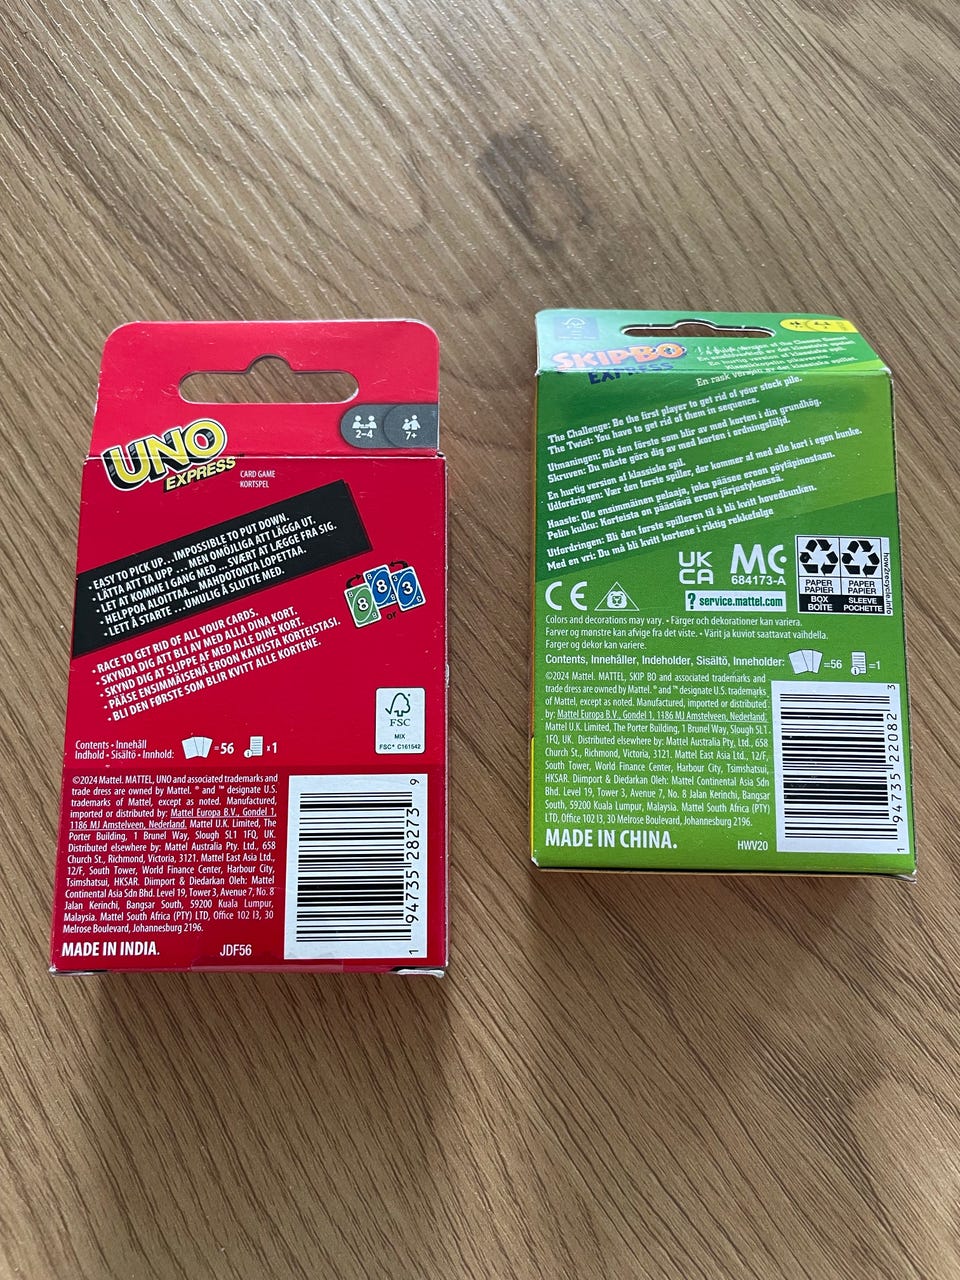 UNO
EXPRESS™
CARD GAME
KORTSPEL
2-4
7+
• EASY TO PICK UP... IMPOSSIBLE TO PUT DOWN.
• LÄTTA ATTA UPP ... MEN OMÖJLIGA ATT LÄGGA UT.
• LET AT KOMME I GANG MED ... SVÆRT AT LÆGGE FRA SIG.
• HELPPOA ALOITTAA... MAHDOTONTA LOPETTAA.
• LETT Å STARTE ...UMULIG Å SLUTTE MED.
• RACE TO GET RID OF ALL YOUR CARDS.
• SKYNDA DIG ATT BLI AV MED ALLA DINA KORT.
• SKYND DIG AT SLIPPE AF MED ALLE DINE KORT.
• PÄÄSE ENSIMMÄISENÄ EROON KAIKISTA KORTEISTASI.
• BLI DEN FØRSTE SOM BLIR KVITT ALLE KORTENE.
8
8
3
or
FSC
MIX
FSC® C161542
Contents • Innehåll
Indhold • Sisältö • Innhold:
=56
x1
©2024 Mattel. MATTEL, UNO and associated trademarks and
trade dress are owned by Mattel. ® and ™ designate U.S.
trademarks of Mattel, except as noted. Manufactured,
imported or distributed by: Mattel Europa B.V., Gondel 1,
1186 MJ Amstelveen, Nederland. Mattel U.K. Limited, The
Porter Building, 1 Brunel Way, Slough SL1 1FQ, UK.
Distributed elsewhere by: Mattel Australia Pty. Ltd., 658
Church St., Richmond, Victoria, 3121. Mattel East Asia Ltd.,
12/F, South Tower, World Finance Center, Harbour City,
Tsimshatsui, HKSAR. Diimport & Diedarkan Oleh: Mattel
Continental Asia Sdn Bhd. Level 19, Tower 3, Avenue 7, No. 8
Jalan Kerinchi, Bangsar South, 59200 Kuala Lumpur,
Malaysia. Mattel South Africa (PTY) LTD, Office 102 I3, 30
Melrose Boulevard, Johannesburg 2196.
MADE IN INDIA.
JDF56
1 94735 28273 9
SKIP·BO
EXPRESS
En hurtig version af klassiske spil.
En rask versjon av det klassiske spillet.
The Challenge: Be the first player to get rid of your stock pile.
The Twist: You have to get rid of them in sequence.
Utmaningen: Bli den förste som blir av med korten i din grundhög.
Skruven: Du måste göra dig av med korten i ordningsföljd.
En hurtig version af klassiske spil.
Udfordringen: Vær den første spiller, der kommer af med alle kort i egen bunke.
Haaste: Ole ensimmäinen pelaaja, joka pääsee eroon pöytäpinostaan.
Pelin kulku: Korteista on päästävä eroon järjestyksessä.
Utfordringen: Bli den første spilleren til å bli kvitt hovedbunken.
Med en vri: Du må bli kvitt kortene i riktig rekkefølge
UK
CA
MC
684173-A
CE
? service.mattel.com
PAPER
PAPIER
BOX
BOÎTE
PAPER
PAPIER
SLEEVE
POCHETTE
how2recycle.info
Colors and decorations may vary. • Färger och dekorationer kan variera.
Farver og mønstre kan afvige fra det viste. • Värit ja kuviot saattavat vaihdella.
Farger og dekor kan variere.
Contents, Innehåller, Indeholder, Sisältö, Inneholder:
=56
=1
©2024 Mattel. MATTEL, SKIP BO and associated trademarks and
trade dress are owned by Mattel. ® and ™ designate U.S. trademarks
of Mattel, except as noted. Manufactured, imported or distributed
by: Mattel Europa B.V., Gondel 1, 1186 MJ Amstelveen, Nederland.
Mattel U.K. Limited, The Porter Building, 1 Brunel Way, Slough SL1
1FQ, UK. Distributed elsewhere by: Mattel Australia Pty. Ltd., 658
Church St., Richmond, Victoria, 3121. Mattel East Asia Ltd., 12/F,
South Tower, World Finance Center, Harbour City, Tsimshatsui,
HKSAR. Diimport & Diedarkan Oleh: Mattel Continental Asia Sdn
Bhd. Level 19, Tower 3, Avenue 7, No. 8 Jalan Kerinchi, Bangsar
South, 59200 Kuala Lumpur, Malaysia. Mattel South Africa (PTY)
LTD, Office 102 I3, 30 Melrose Boulevard, Johannesburg 2196.
MADE IN CHINA.
HWV20
1 94735 22082 3